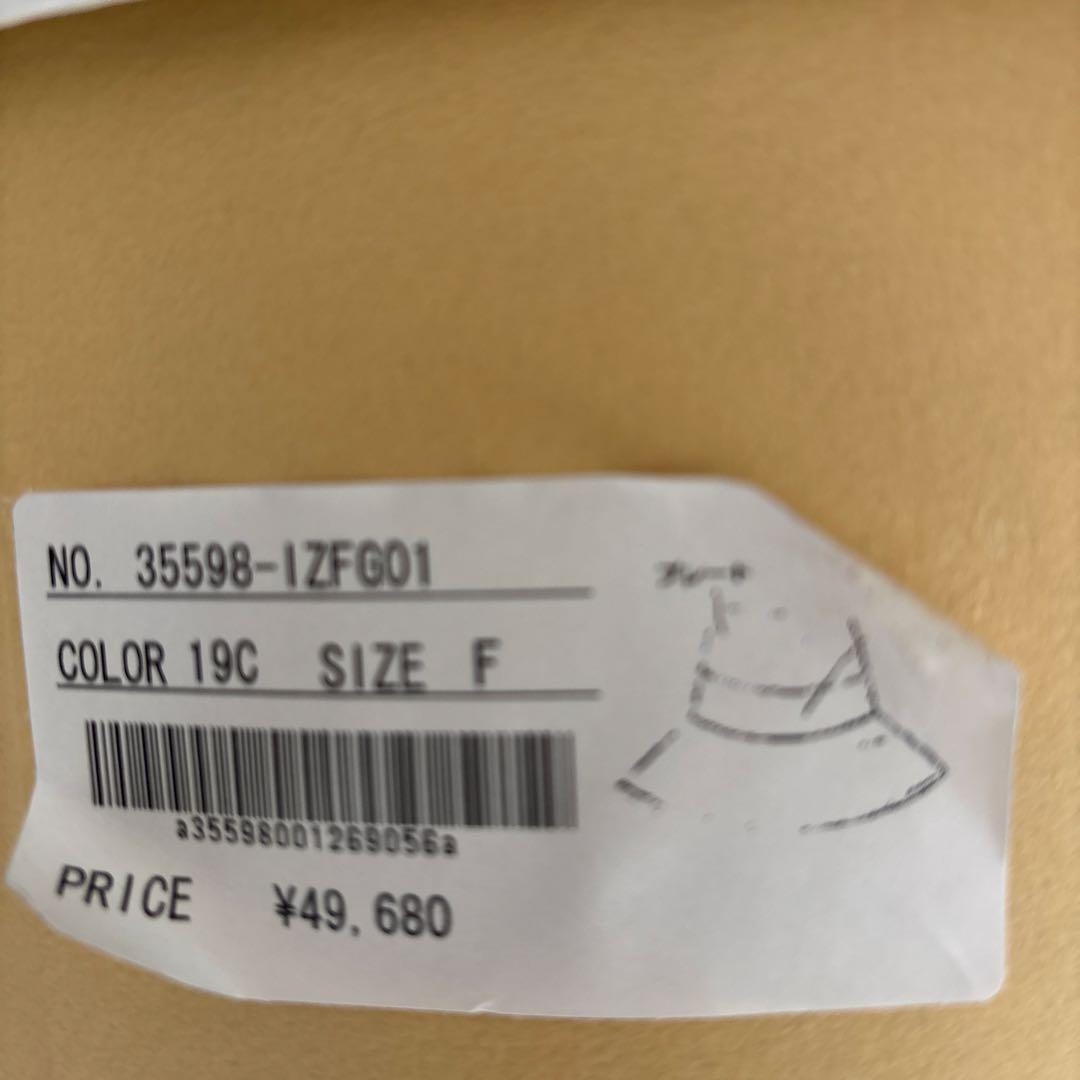 NO. 35598-IZFG01
COLOR 19C SIZE F
a35598001269056a
PRICE ¥49,680